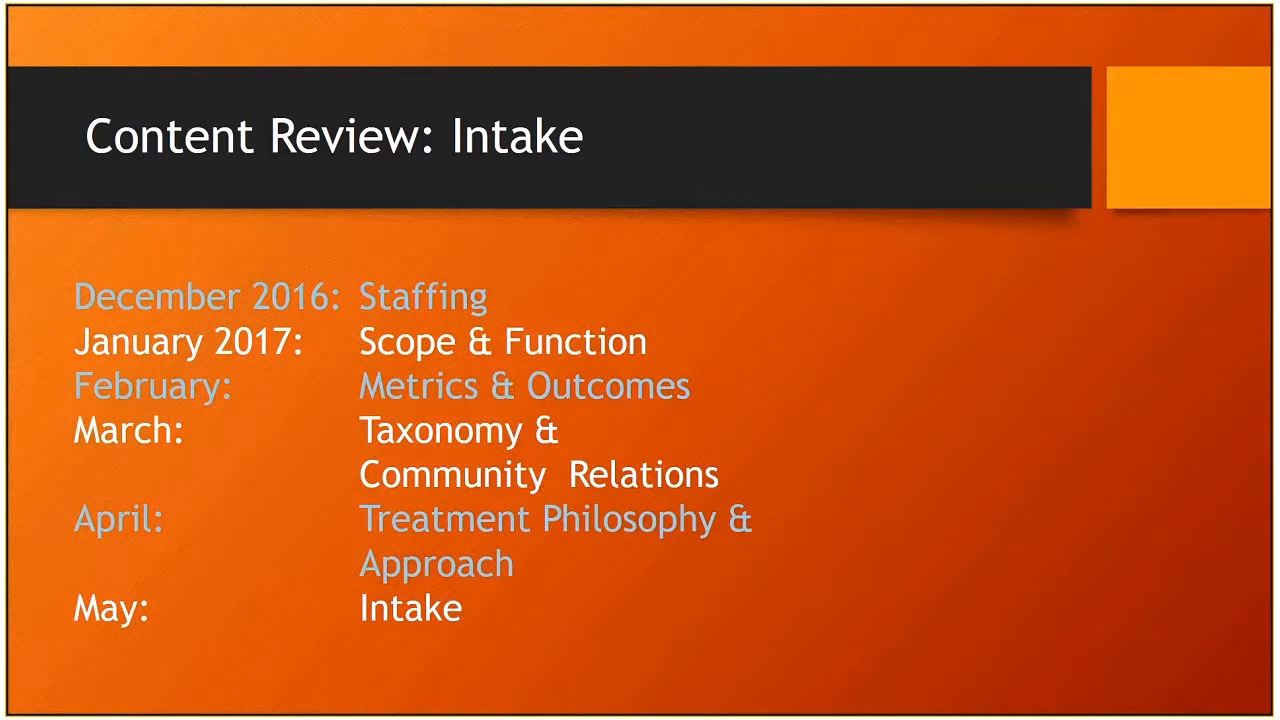 Content Review: Intake
December 2016: Staffing
January 2017: Scope & Function
February: Metrics & Outcomes
March: Taxonomy &
Community Relations
April: Treatment Philosophy &
Approach
May: Intake